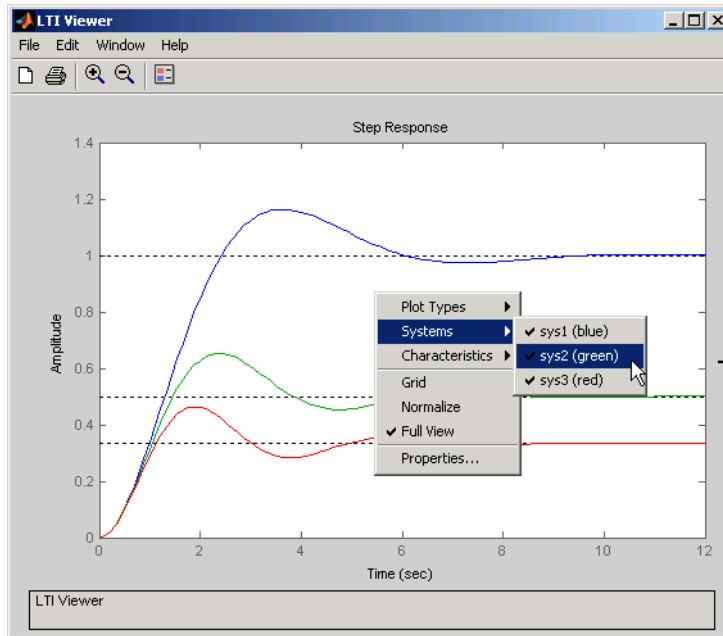 LTI Viewer
File Edit Window Help
Step Response
1.4
1.2
1
0.8
0.6
0.4
0.2
0
Amplitude
0 2 4 6 8 10 12
Time (sec)
Plot Types
Systems
Characteristics
Grid
Normalize
Full View
Properties...
sys1 (blue)
sys2 (green)
sys3 (red)
LTI Viewer